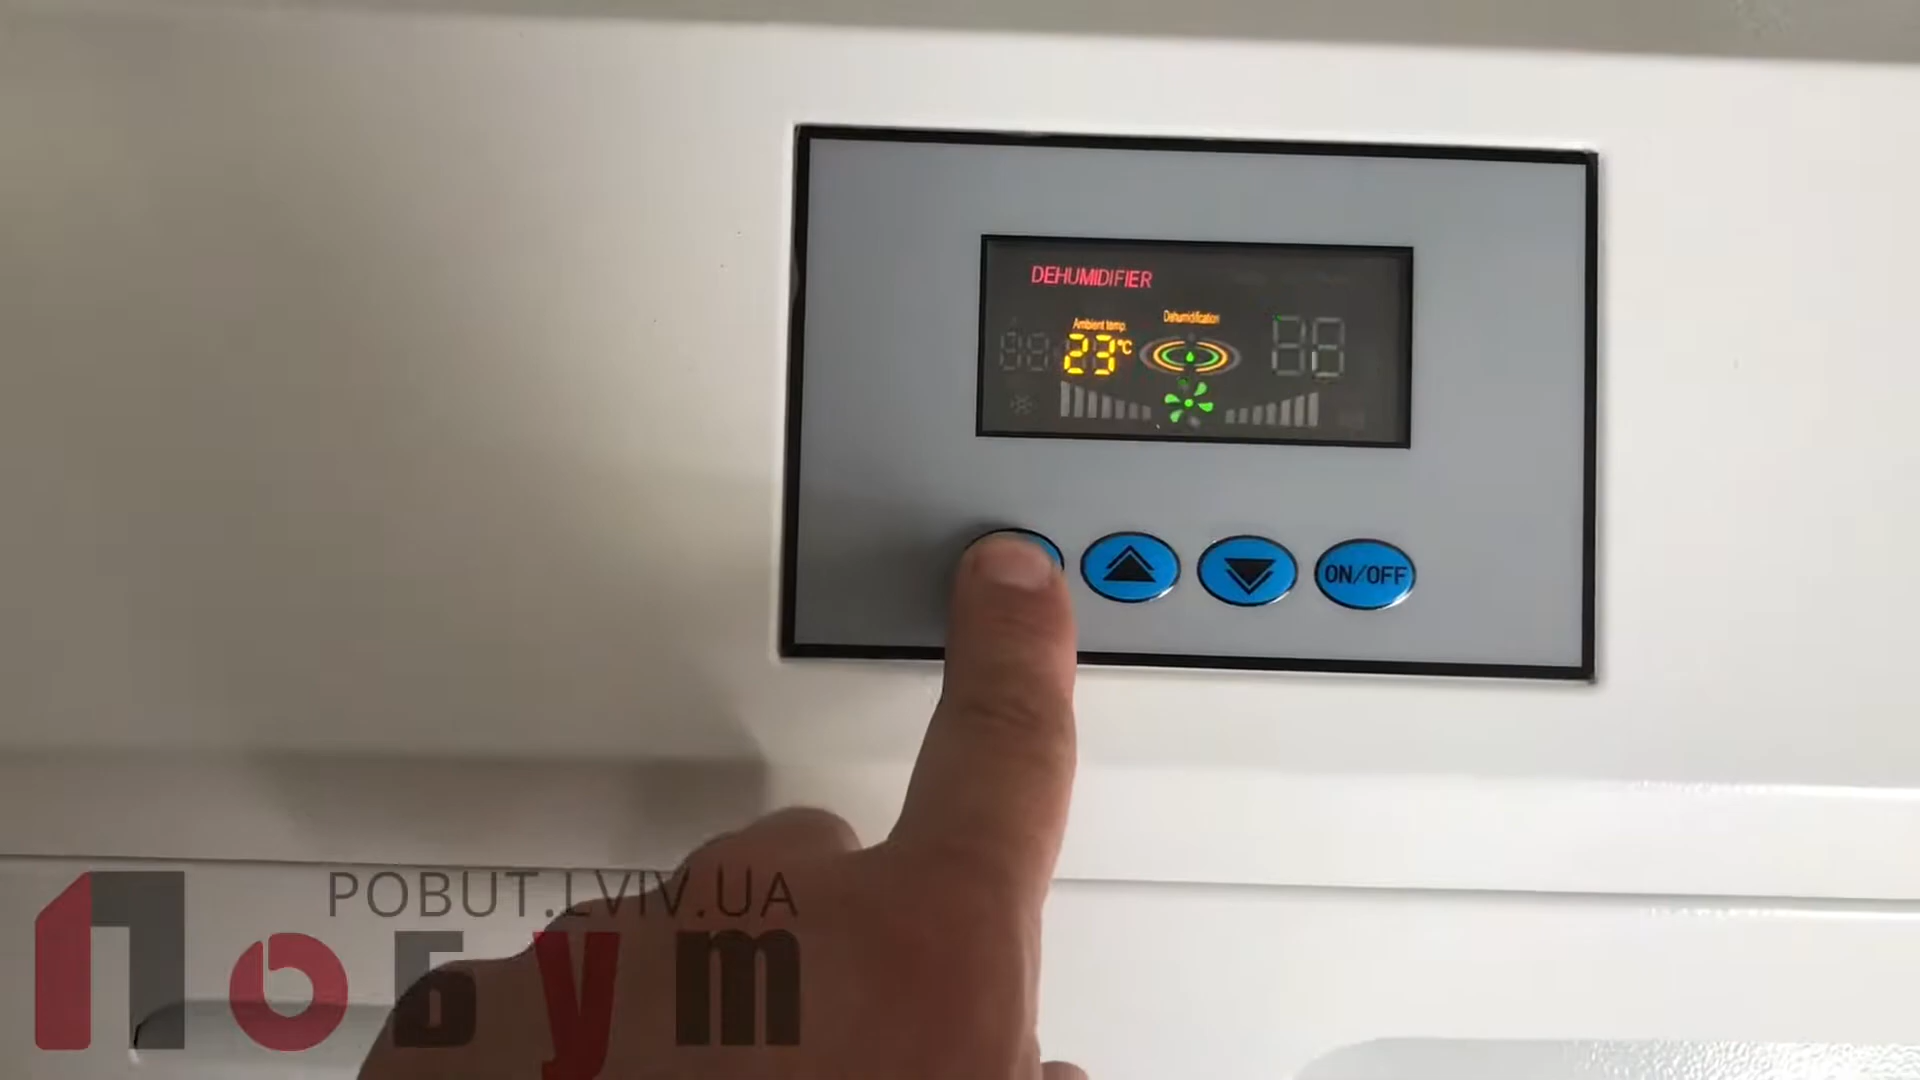 DEHUMIDIFIER
Ambient temp.
Dehumidification
23°C
ON/OFF
POBUT.LVIV.UA
Побут